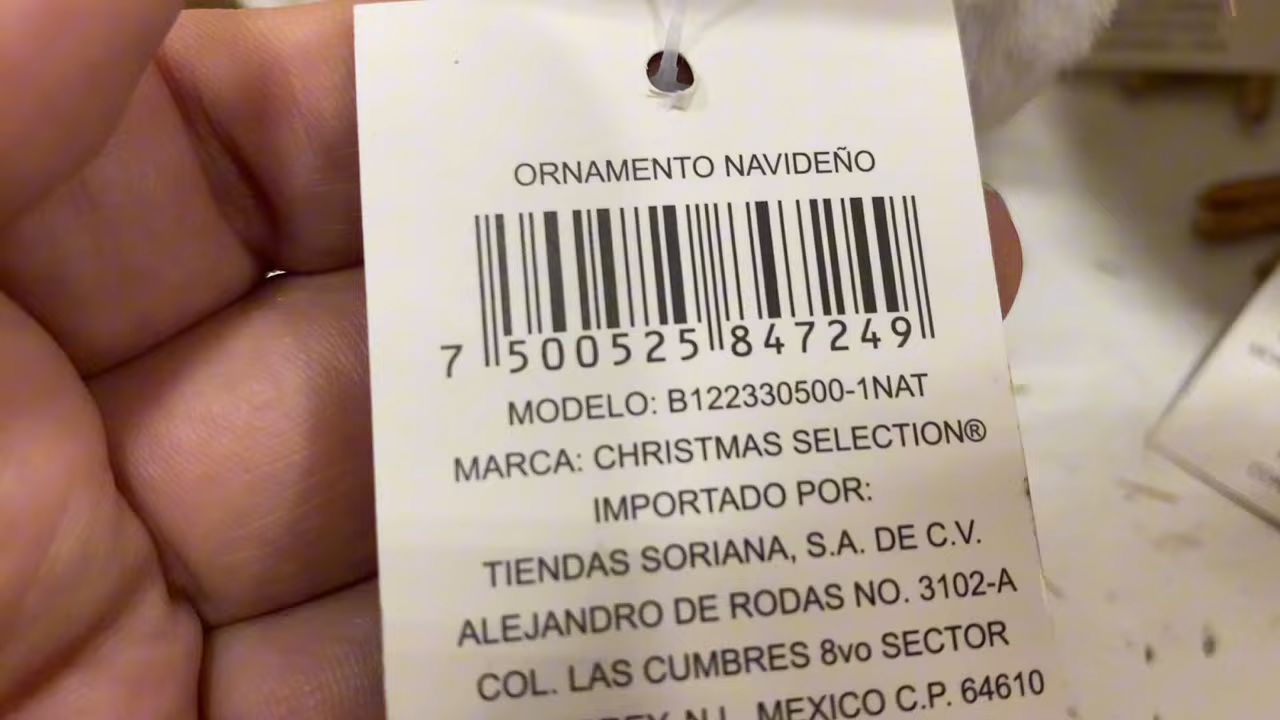 ORNAMENTO NAVIDEÑO
7 500525 847249
MODELO: B122330500-1NAT
MARCA: CHRISTMAS SELECTION®
IMPORTADO POR:
TIENDAS SORIANA, S.A. DE C.V.
ALEJANDRO DE RODAS NO. 3102-A
COL. LAS CUMBRES 8vo SECTOR
N.L. MEXICO C.P. 64610